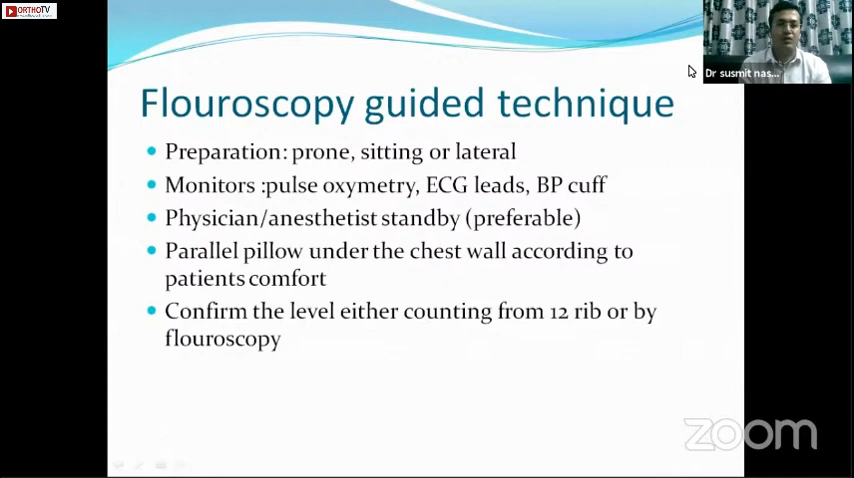 ORTHOTV
Dr susmit nas...
Flouroscopy guided technique
Preparation: prone, sitting or lateral
Monitors :pulse oxymetry, ECG leads, BP cuff
Physician/anesthetist standby (preferable)
Parallel pillow under the chest wall according to
patients comfort
Confirm the level either counting from 12 rib or by
flouroscopy
zoom